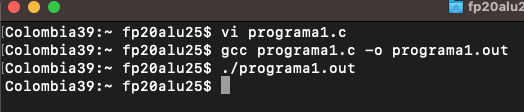 fp20alu2
[Colombia39:~ fp20alu25$ vi programa1.c
[Colombia39:~ fp20alu25$ gcc programa1.c -o programa1.out
[Colombia39:~ fp20alu25$ ./programa1.out
Colombia39:~ fp20alu25$